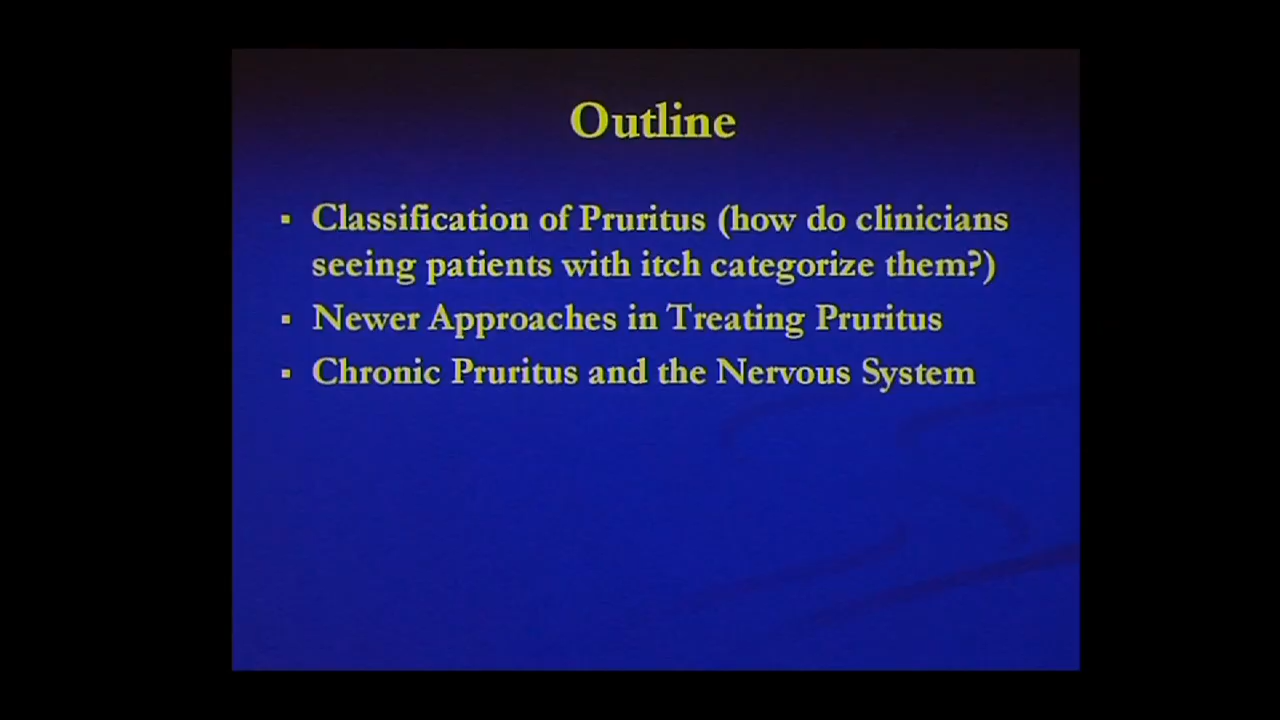 Outline
▪ Classification of Pruritus (how do clinicians
seeing patients with itch categorize them?)
▪ Newer Approaches in Treating Pruritus
▪ Chronic Pruritus and the Nervous System